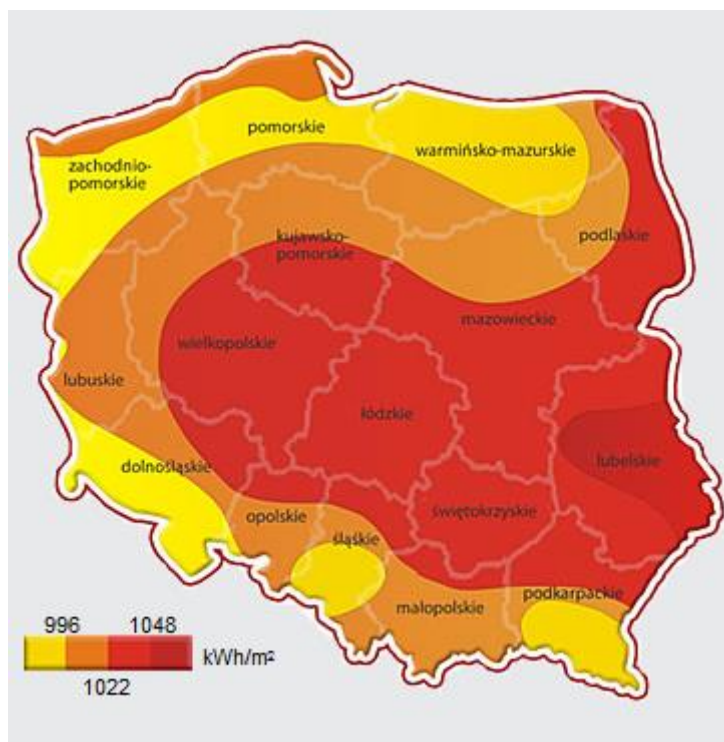 pomorskie
warmińsko-mazurskie
zachodnio-
pomorskie
podlaskie
kujawsko-
pomorskie
mazowieckie
wielkopolskie
lubuskie
łódzkie
lubelskie
dolnośląskie
świętokrzyskie
opolskie
śląśkie
podkarpackie
małopolskie
996 1048
kWh/m²
1022